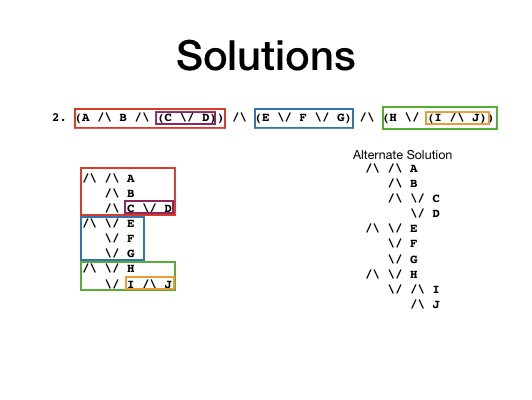 Solutions
2. (A /\ B /\ (C \/ D)) /\ (E \/ F \/ G) /\ (H \/ (I /\ J))
/\ /\ A
/\ B
/\ C \/ D
/\ \/ E
\/ F
\/ G
/\ \/ H
\/ I /\ J
Alternate Solution
/\ /\ A
/\ B
/\ \/ C
\/ D
/\ \/ E
\/ F
\/ G
/\ \/ H
\/ /\ I
/\ J